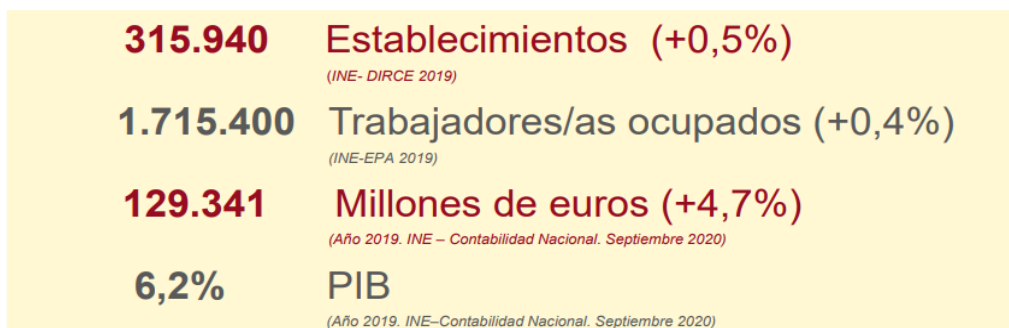 315.940 Establecimientos (+0,5%)
(INE- DIRCE 2019)
1.715.400 Trabajadores/as ocupados (+0,4%)
(INE-EPA 2019)
129.341 Millones de euros (+4,7%)
(Año 2019. INE – Contabilidad Nacional. Septiembre 2020)
6,2% PIB
(Año 2019. INE–Contabilidad Nacional. Septiembre 2020)